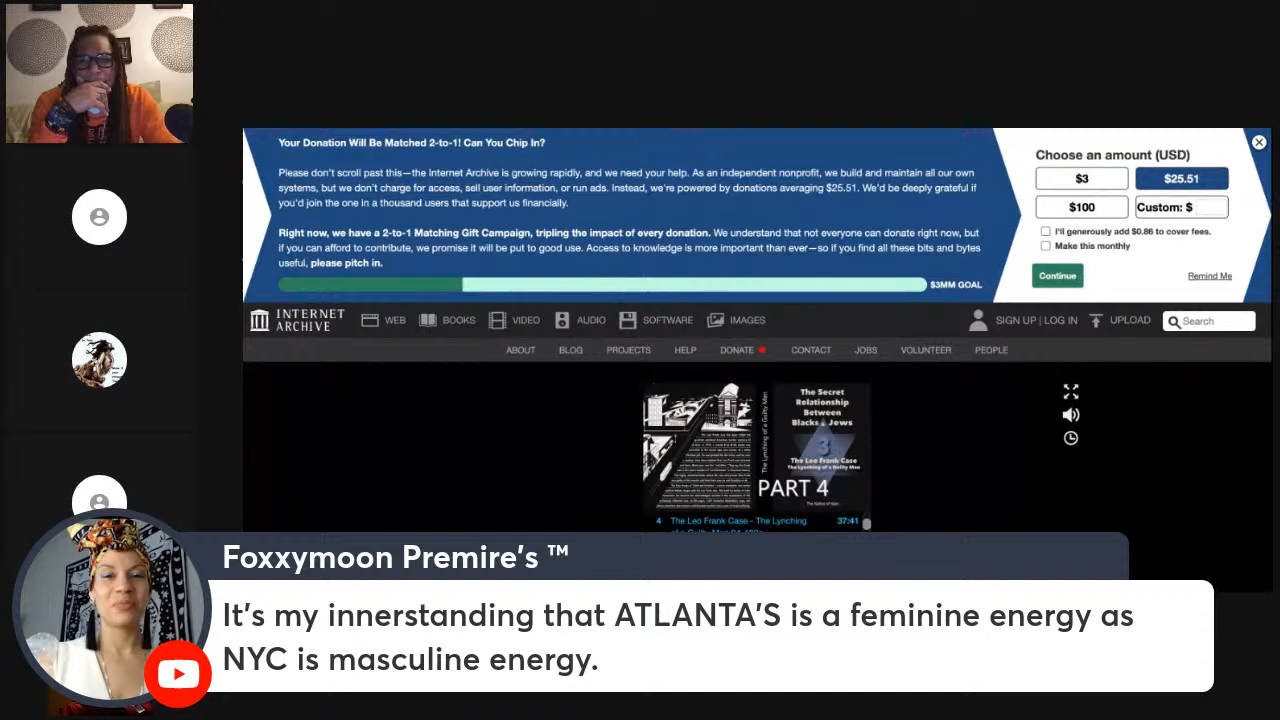 Your Donation Will Be Matched 2-to-1! Can You Chip In?
Please don't scroll past this—the Internet Archive is growing rapidly, and we need your help. As an independent nonprofit, we build and maintain all our own
systems, but we don't charge for access, sell user information, or run ads. Instead, we're powered by donations averaging $25.51. We'd be deeply grateful if
you'd join the one in a thousand users that support us financially.
Right now, we have a 2-to-1 Matching Gift Campaign, tripling the impact of every donation. We understand that not everyone can donate right now, but
if you can afford to contribute, we promise it will be put to good use. Access to knowledge is more important than ever—so if you find all these bits and bytes
useful, please pitch in.
$3MM GOAL
Choose an amount (USD)
$3
$25.51
$100
Custom: $
I'll generously add $0.86 to cover fees.
Make this monthly
Continue
Remind Me
INTERNET
ARCHIVE
WEB
BOOKS
VIDEO
AUDIO
SOFTWARE
IMAGES
SIGN UP | LOG IN
UPLOAD
Search
ABOUT
BLOG
PROJECTS
HELP
DONATE
CONTACT
JOBS
VOLUNTEER
PEOPLE
The Lynching of a Guilty Man
The Secret
Relationship
Between
Blacks & Jews
3
The Leo Frank Case
The Lynching of a Guilty Man
PART 4
4 The Leo Frank Case - The Lynching 37:41
Foxxymoon Premire's ™
It's my innerstanding that ATLANTA'S is a feminine energy as
NYC is masculine energy.